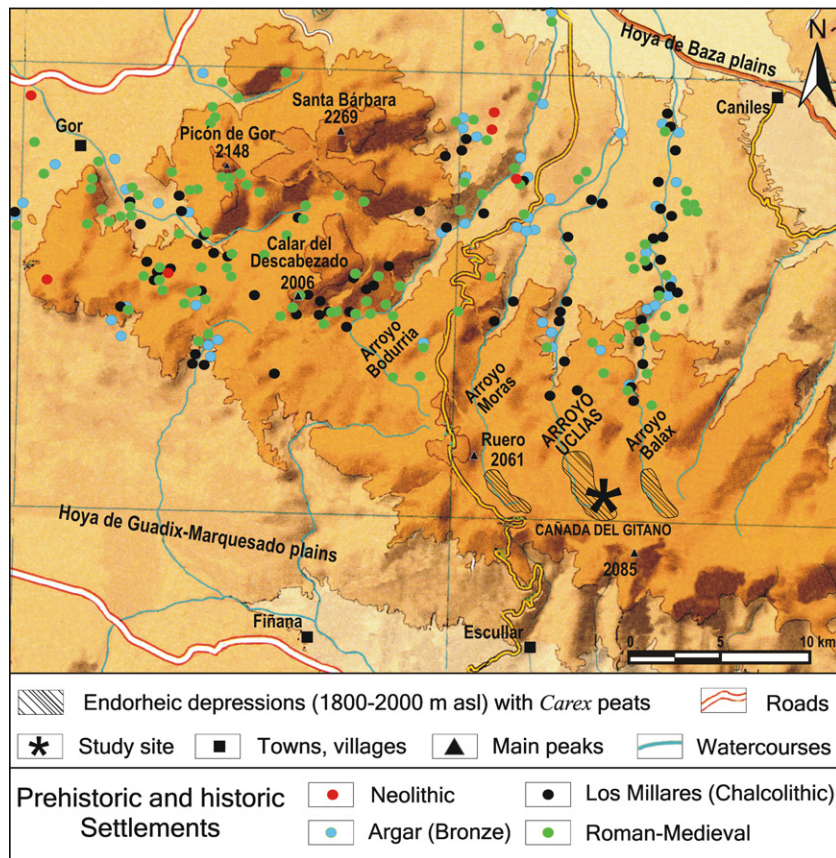 N
Hoya de Baza plains
Caniles
Santa Bárbara
2269
Gor
Picón de Gor
2148
Calar del
Descabezado
2006
Arroyo
Bodurria
Arroyo
Moras
ARROYO
UCLIAS
Arroyo
Balax
Ruero
2061
Hoya de Guadix-Marquesado plains
CAÑADA DEL GITANO
2085
Fiñana
Escullar
0 5 10 km
Endorheic depressions (1800-2000 m asl) with Carex peats
Roads
Study site
Towns, villages
Main peaks
Watercourses
Prehistoric and historic
Settlements
Neolithic
Los Millares (Chalcolithic)
Argar (Bronze)
Roman-Medieval